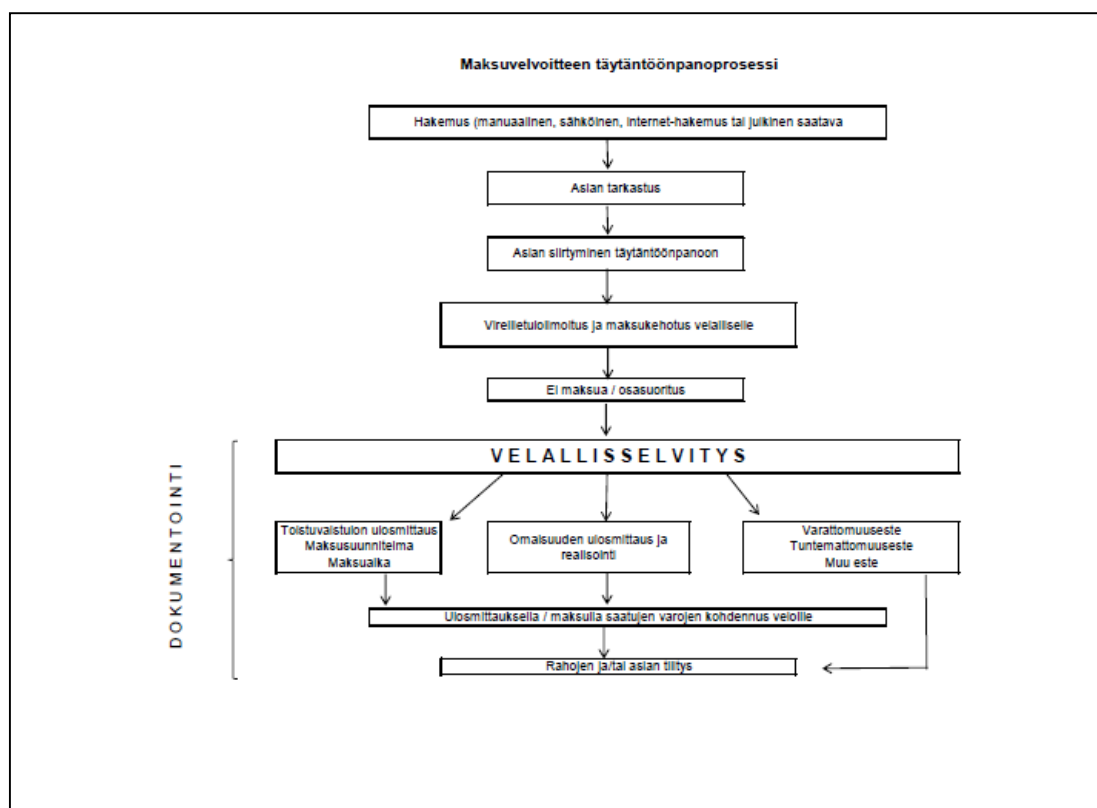 Maksuvelvoitteen täytäntöönpanoprosessi
Hakemus (manuaalinen, sähköinen, internet-hakemus tai julkinen saatava
Asian tarkastus
Asian siirtyminen täytäntöönpanoon
Vireilletuloilmoitus ja maksukehotus velalliselle
Ei maksua / osasuoritus
VELALLISSELVITYS
DOKUMENTOINTI
Toistuvaistulon ulosmittaus
Maksusuunnitelma
Maksuaika
Omaisuuden ulosmittaus ja
realisointi
Varattomuuseste
Tuntemattomuuseste
Muu este
Ulosmittauksella / maksulla saatujen varojen kohdennus veloille
Rahojen ja/tai asian tilitys